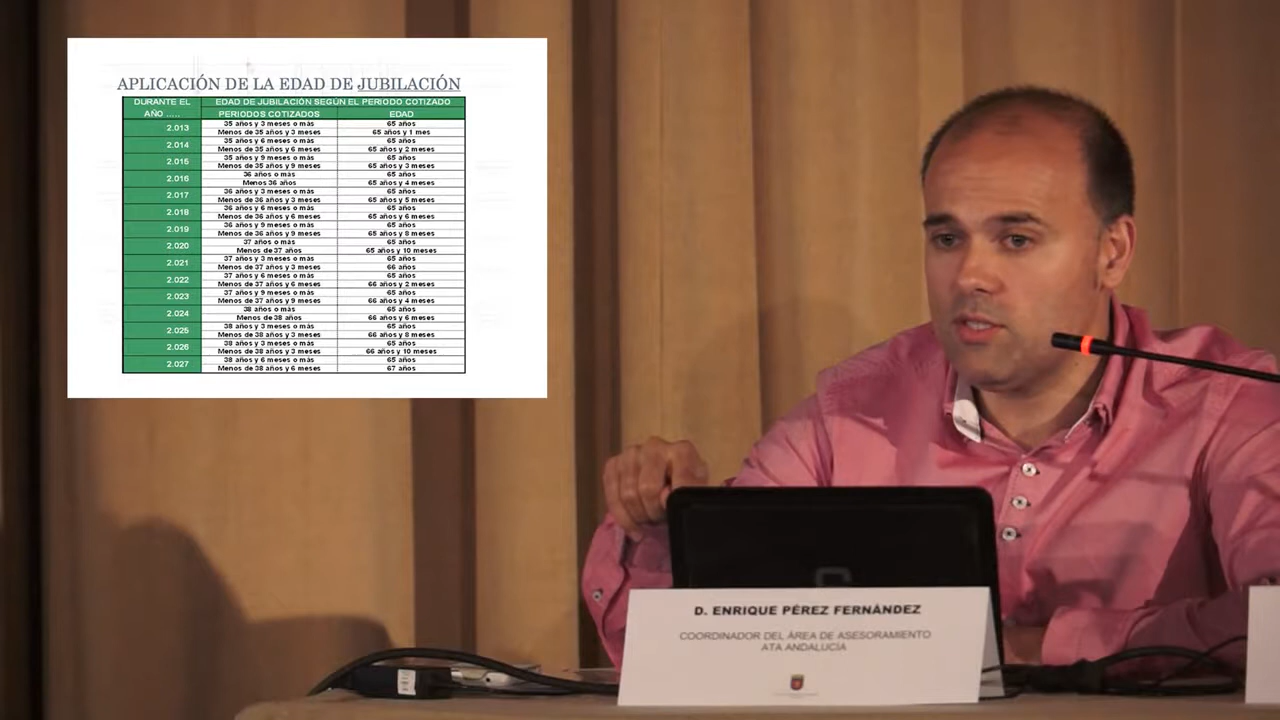 APLICACIÓN DE LA EDAD DE JUBILACIÓN
DURANTE EL AÑO ..... EDAD DE JUBILACIÓN SEGÚN EL PERIODO COTIZADO
PERIODOS COTIZADOS EDAD
2.013 35 años y 3 meses o más 65 años
Menos de 35 años y 3 meses 65 años y 1 mes
2.014 35 años y 6 meses o más 65 años
Menos de 35 años y 6 meses 65 años y 2 meses
2.015 35 años y 9 meses o más 65 años
Menos de 35 años y 9 meses 65 años y 3 meses
2.016 36 años o más 65 años
Menos 36 años 65 años y 4 meses
2.017 36 años y 3 meses o más 65 años
Menos de 36 años y 3 meses 65 años y 5 meses
2.018 36 años y 6 meses o más 65 años
Menos de 36 años y 6 meses 65 años y 6 meses
2.019 36 años y 9 meses o más 65 años
Menos de 36 años y 9 meses 65 años y 8 meses
2.020 37 años o más 65 años
Menos de 37 años 65 años y 10 meses
2.021 37 años y 3 meses o más 65 años
Menos de 37 años y 3 meses 66 años
2.022 37 años y 6 meses o más 65 años
Menos de 37 años y 6 meses 66 años y 2 meses
2.023 37 años y 9 meses o más 65 años
Menos de 37 años y 9 meses 66 años y 4 meses
2.024 38 años o más 65 años
Menos de 38 años 66 años y 6 meses
2.025 38 años y 3 meses o más 65 años
Menos de 38 años y 3 meses 66 años y 8 meses
2.026 38 años y 3 meses o más 65 años
Menos de 38 años y 3 meses 66 años y 10 meses
2.027 38 años y 6 meses o más 65 años
Menos de 38 años y 6 meses 67 años
D. ENRIQUE PÉREZ FERNÁNDEZ
COORDINADOR DEL ÁREA DE ASESORAMIENTO
ATA ANDALUCÍA